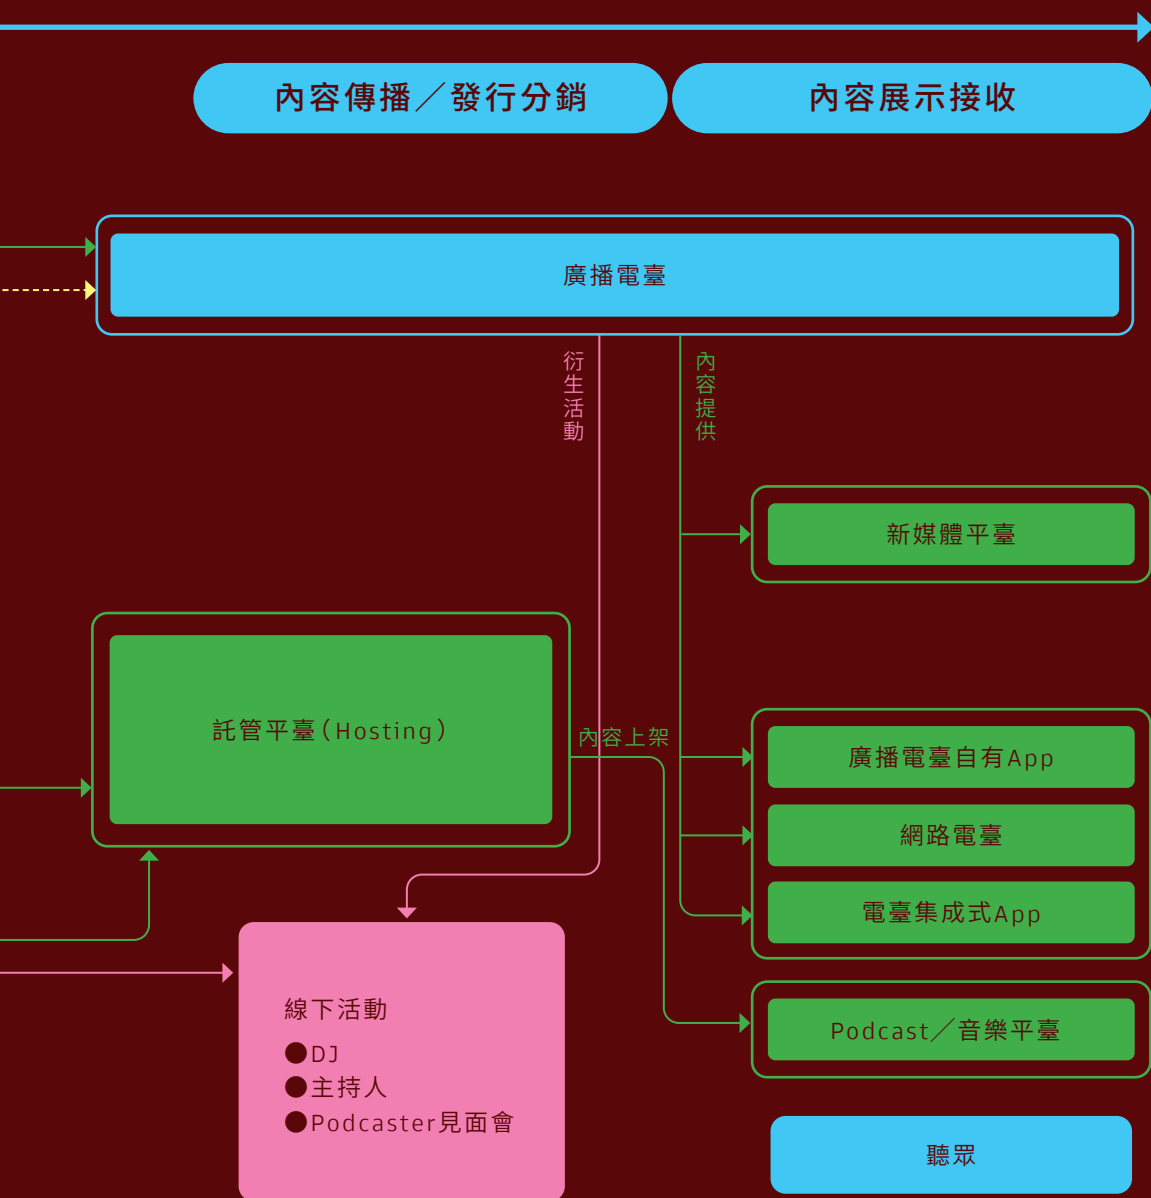 內容傳播／發行分銷
內容展示接收
廣播電臺
衍生活動
內容提供
新媒體平臺
託管平臺（Hosting）
內容上架
廣播電臺自有App
網路電臺
電臺集成式App
線下活動
●DJ
●主持人
●Podcaster見面會
Podcast／音樂平臺
聽眾